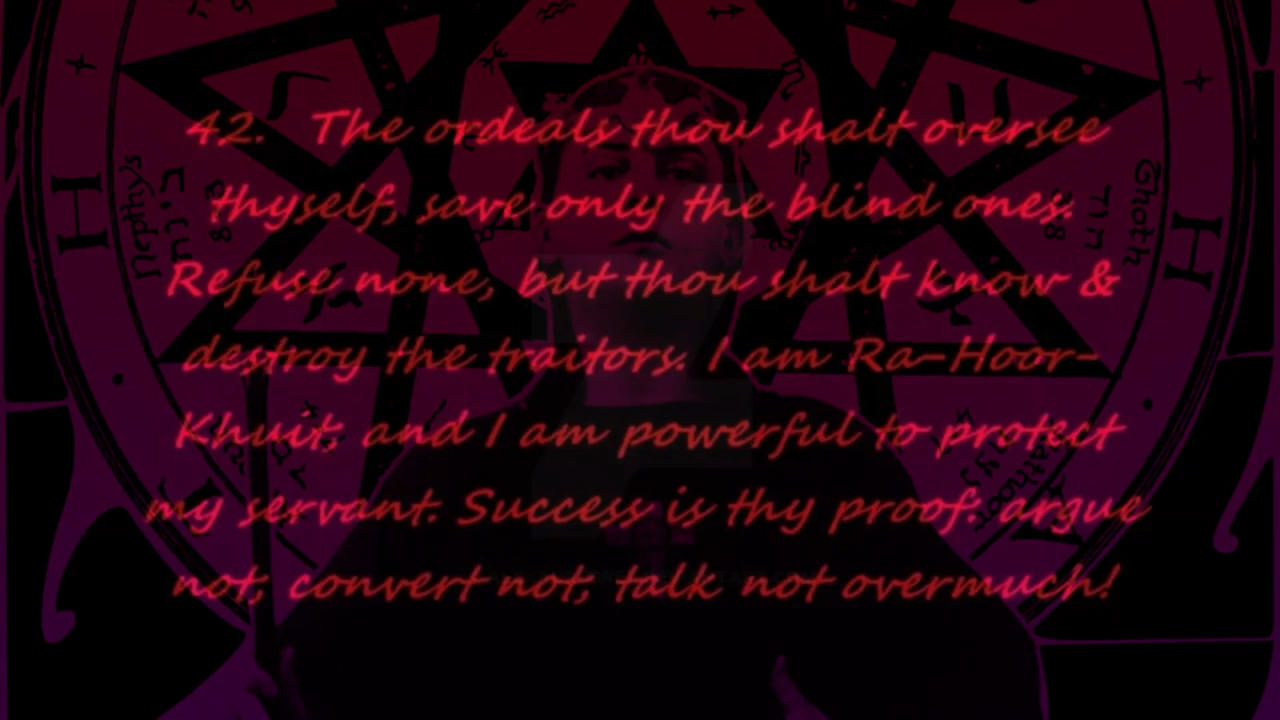 42. The ordeals thou shalt oversee
thyself, save only the blind ones.
Refuse none, but thou shalt know &
destroy the traitors. I am Ra-Hoor-
Khuit; and I am powerful to protect
my servant. Success is thy proof: argue
not; convert not; talk not overmuch!
H
Nepthys
Thoth
H